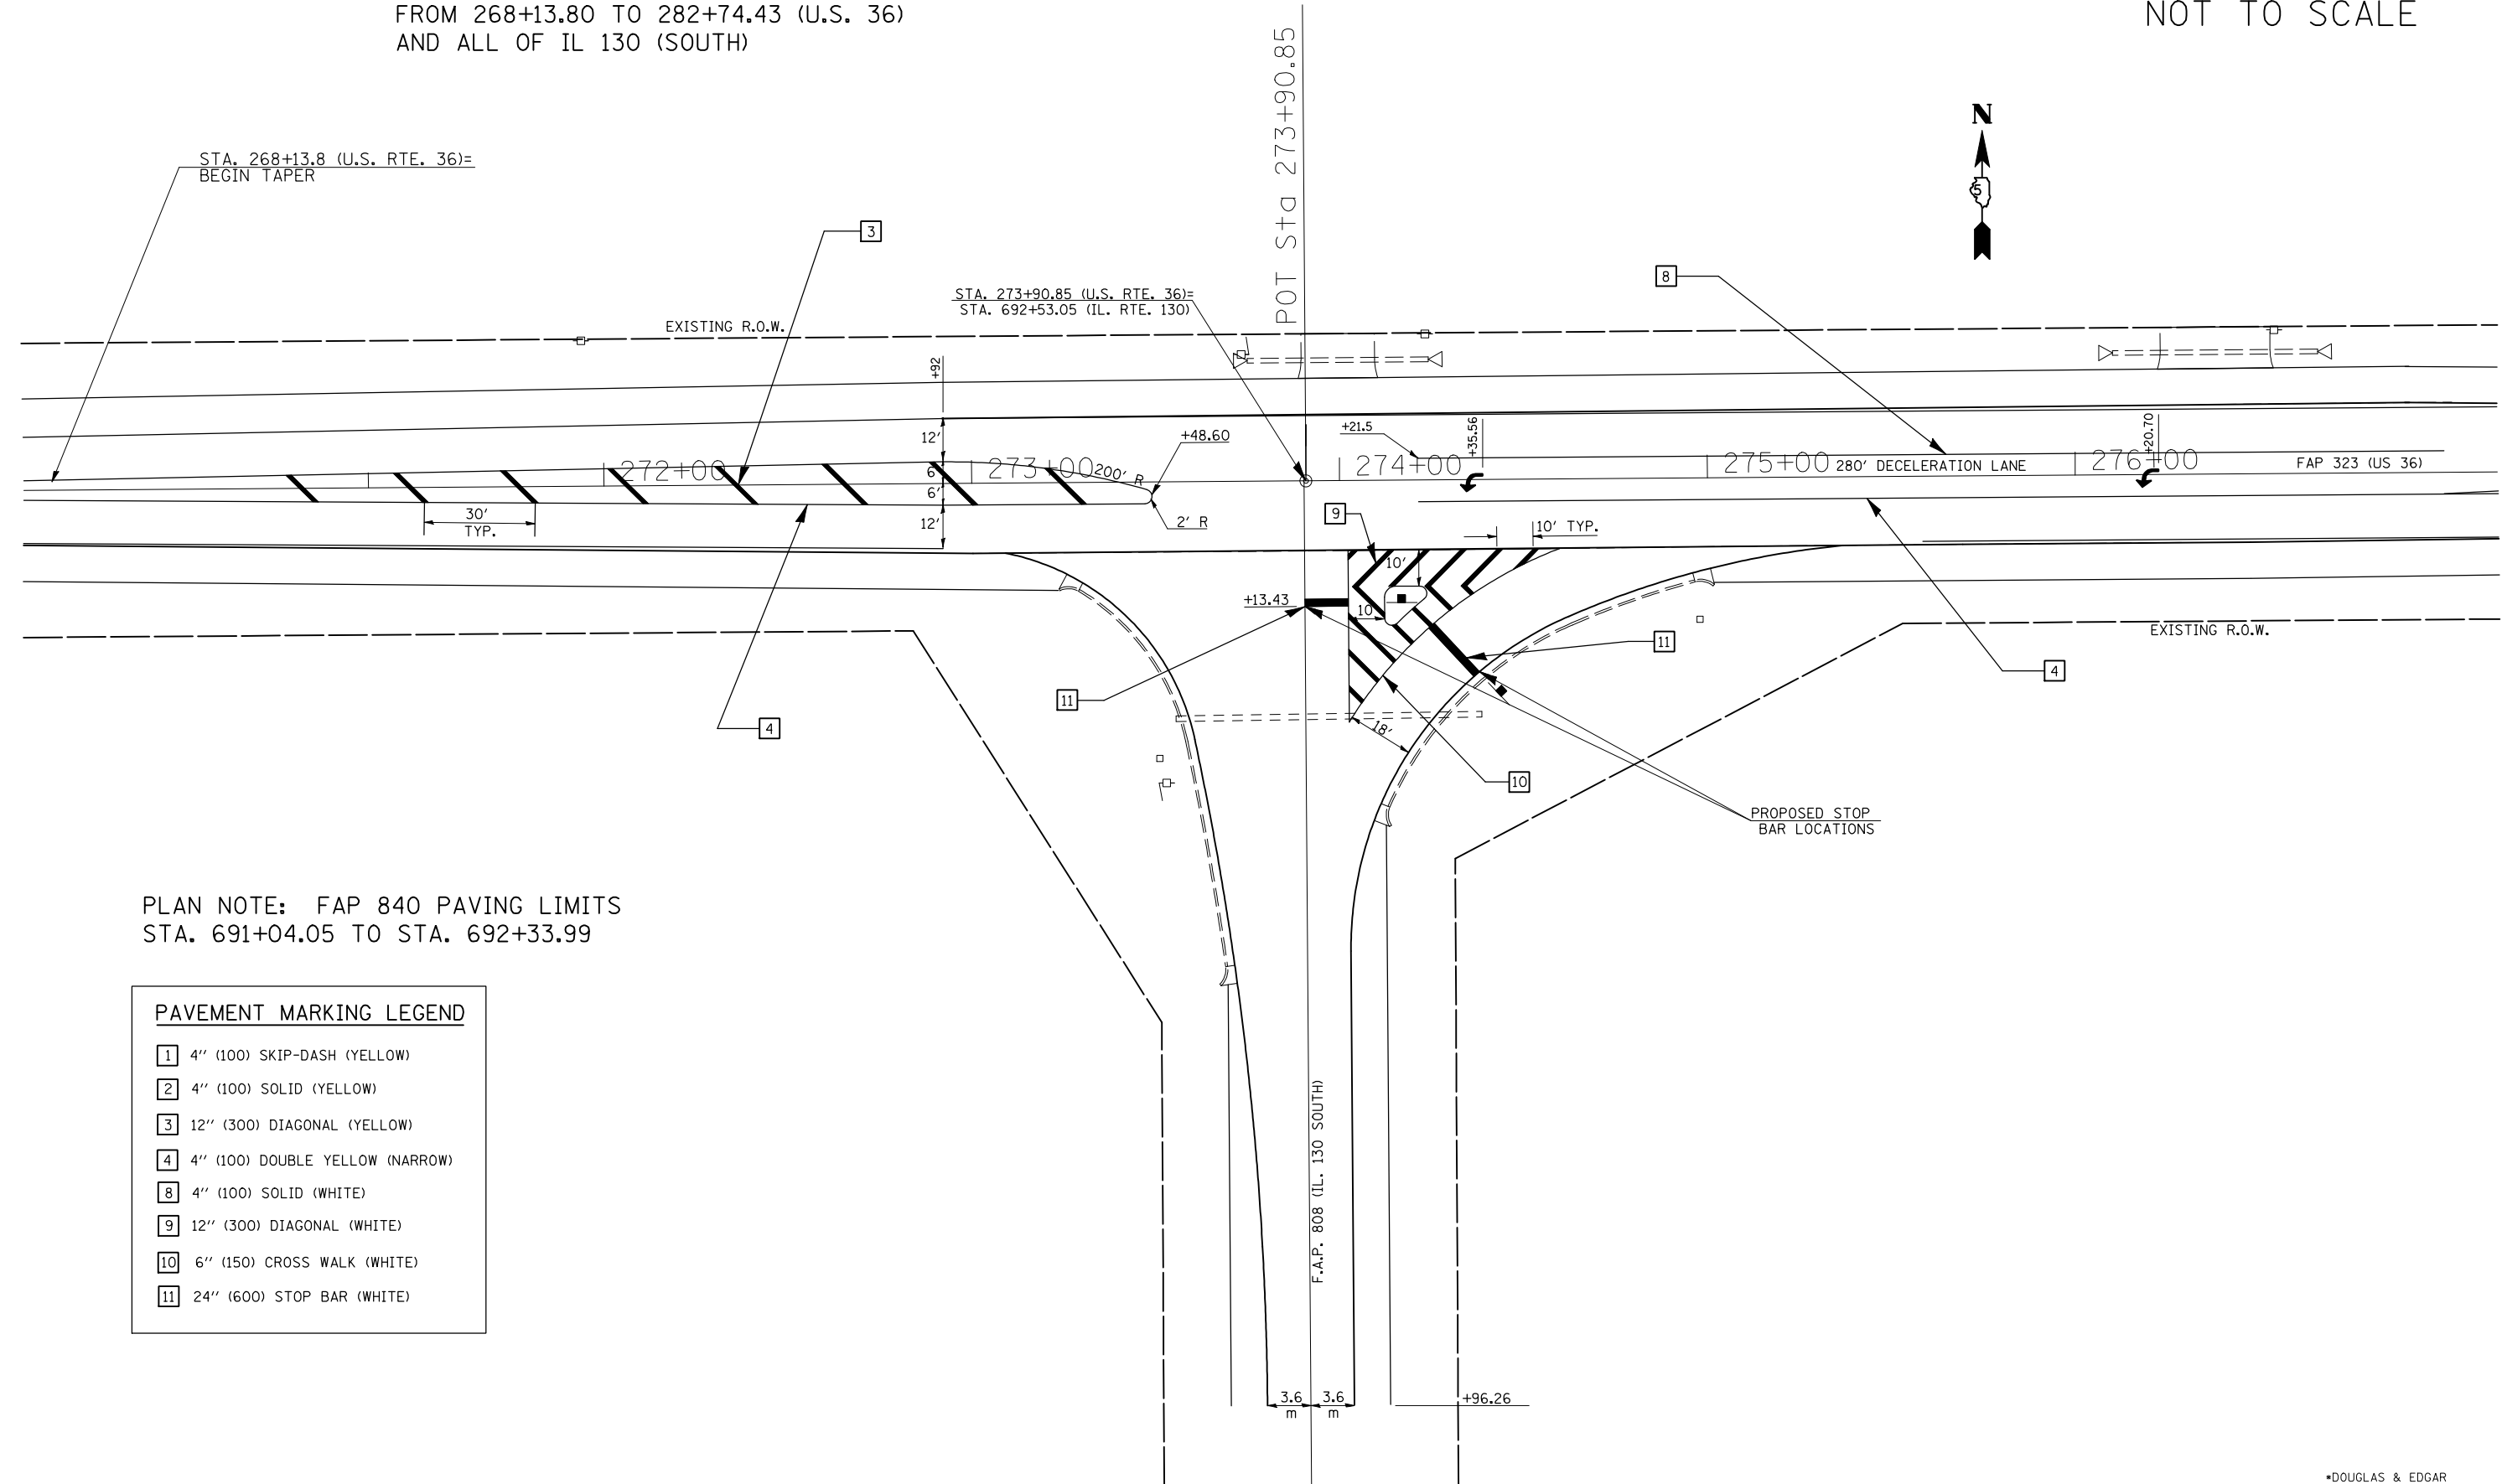 FROM 268+13.80 TO 282+74.43 (U.S. 36)
AND ALL OF IL 130 (SOUTH)
NOT TO SCALE
POT Sta 273+90.85
N
5
STA. 268+13.8 (U.S. RTE. 36)=
BEGIN TAPER
3
8
STA. 273+90.85 (U.S. RTE. 36)=
STA. 692+53.05 (IL. RTE. 130)
EXISTING R.O.W.
+92
12'
6'
6'
12'
272+00
273+00
200' R
+48.60
2' R
+21.5
+35.56
274+00
275+00
280' DECELERATION LANE
+20.70
276+00
FAP 323 (US 36)
30'
TYP.
9
10' TYP.
10'
10'
+13.43
11
11
4
4
EXISTING R.O.W.
18'
10
PROPOSED STOP
BAR LOCATIONS
PLAN NOTE: FAP 840 PAVING LIMITS
STA. 691+04.05 TO STA. 692+33.99
PAVEMENT MARKING LEGEND
1 4" (100) SKIP-DASH (YELLOW)
2 4" (100) SOLID (YELLOW)
3 12" (300) DIAGONAL (YELLOW)
4 4" (100) DOUBLE YELLOW (NARROW)
8 4" (100) SOLID (WHITE)
9 12" (300) DIAGONAL (WHITE)
10 6" (150) CROSS WALK (WHITE)
11 24" (600) STOP BAR (WHITE)
F.A.P. 808 (IL. 130 SOUTH)
3.6 m
3.6 m
+96.26
*DOUGLAS & EDGAR